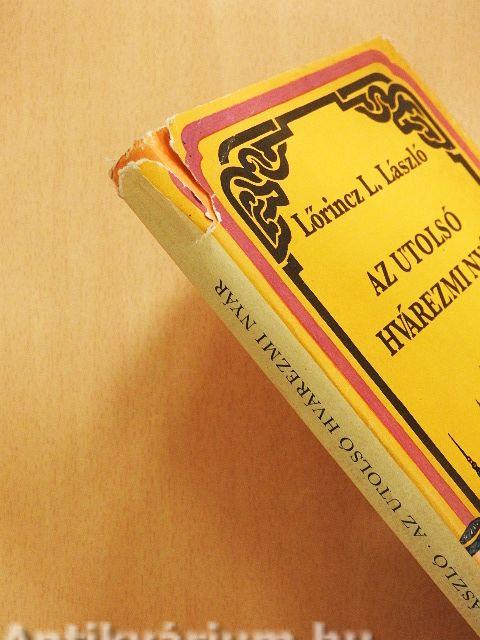 Lőrincz L. László
AZ UTOLSÓ
HVÁREZMI NY
ÁSZLÓ · AZ UTOLSÓ HVÁREZMI NYÁR
Antikvárium.hu